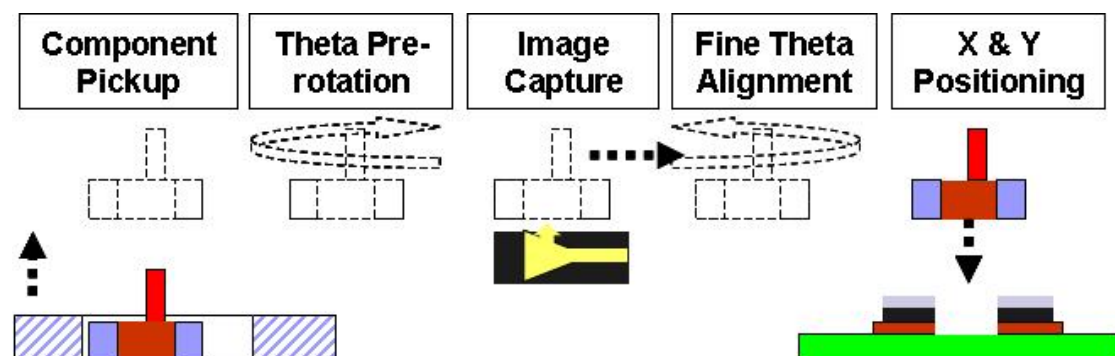 Component
Pickup
Theta Pre-
rotation
Image
Capture
Fine Theta
Alignment
X & Y
Positioning